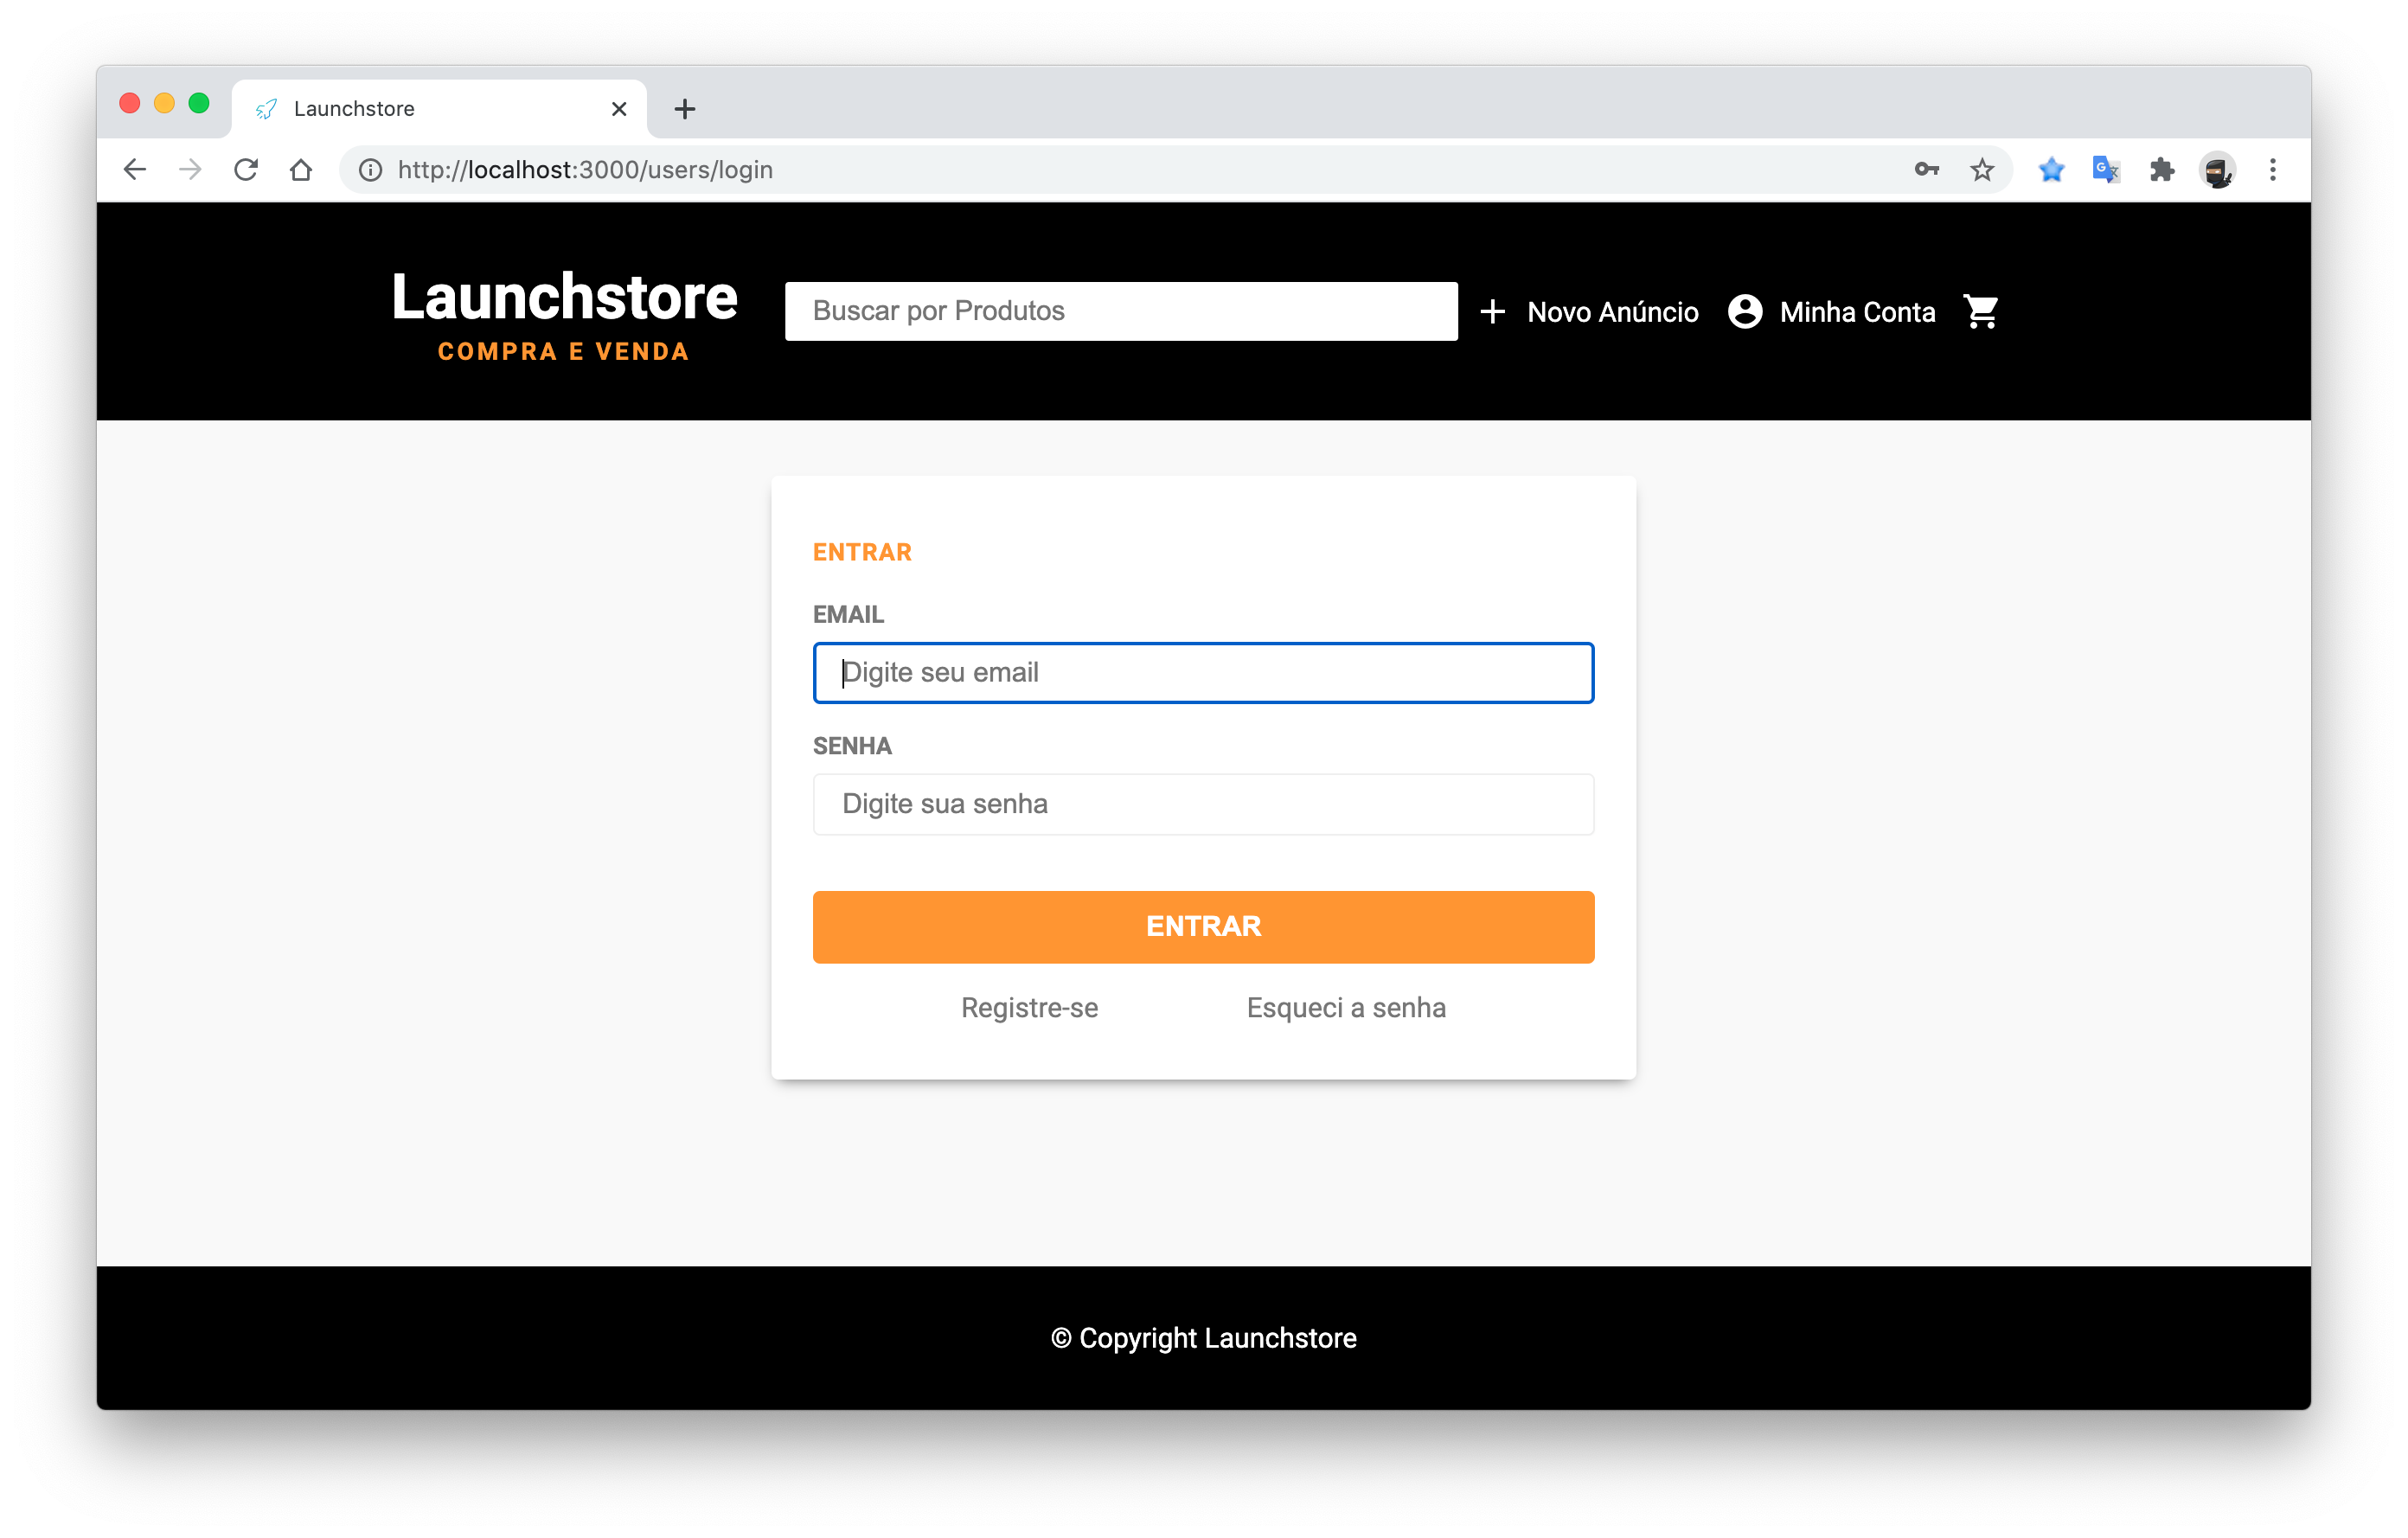 Launchstore
http://localhost:3000/users/login
Launchstore
COMPRA E VENDA
Buscar por Produtos
Novo Anúncio
Minha Conta
ENTRAR
EMAIL
Digite seu email
SENHA
Digite sua senha
ENTRAR
Registre-se
Esqueci a senha
© Copyright Launchstore